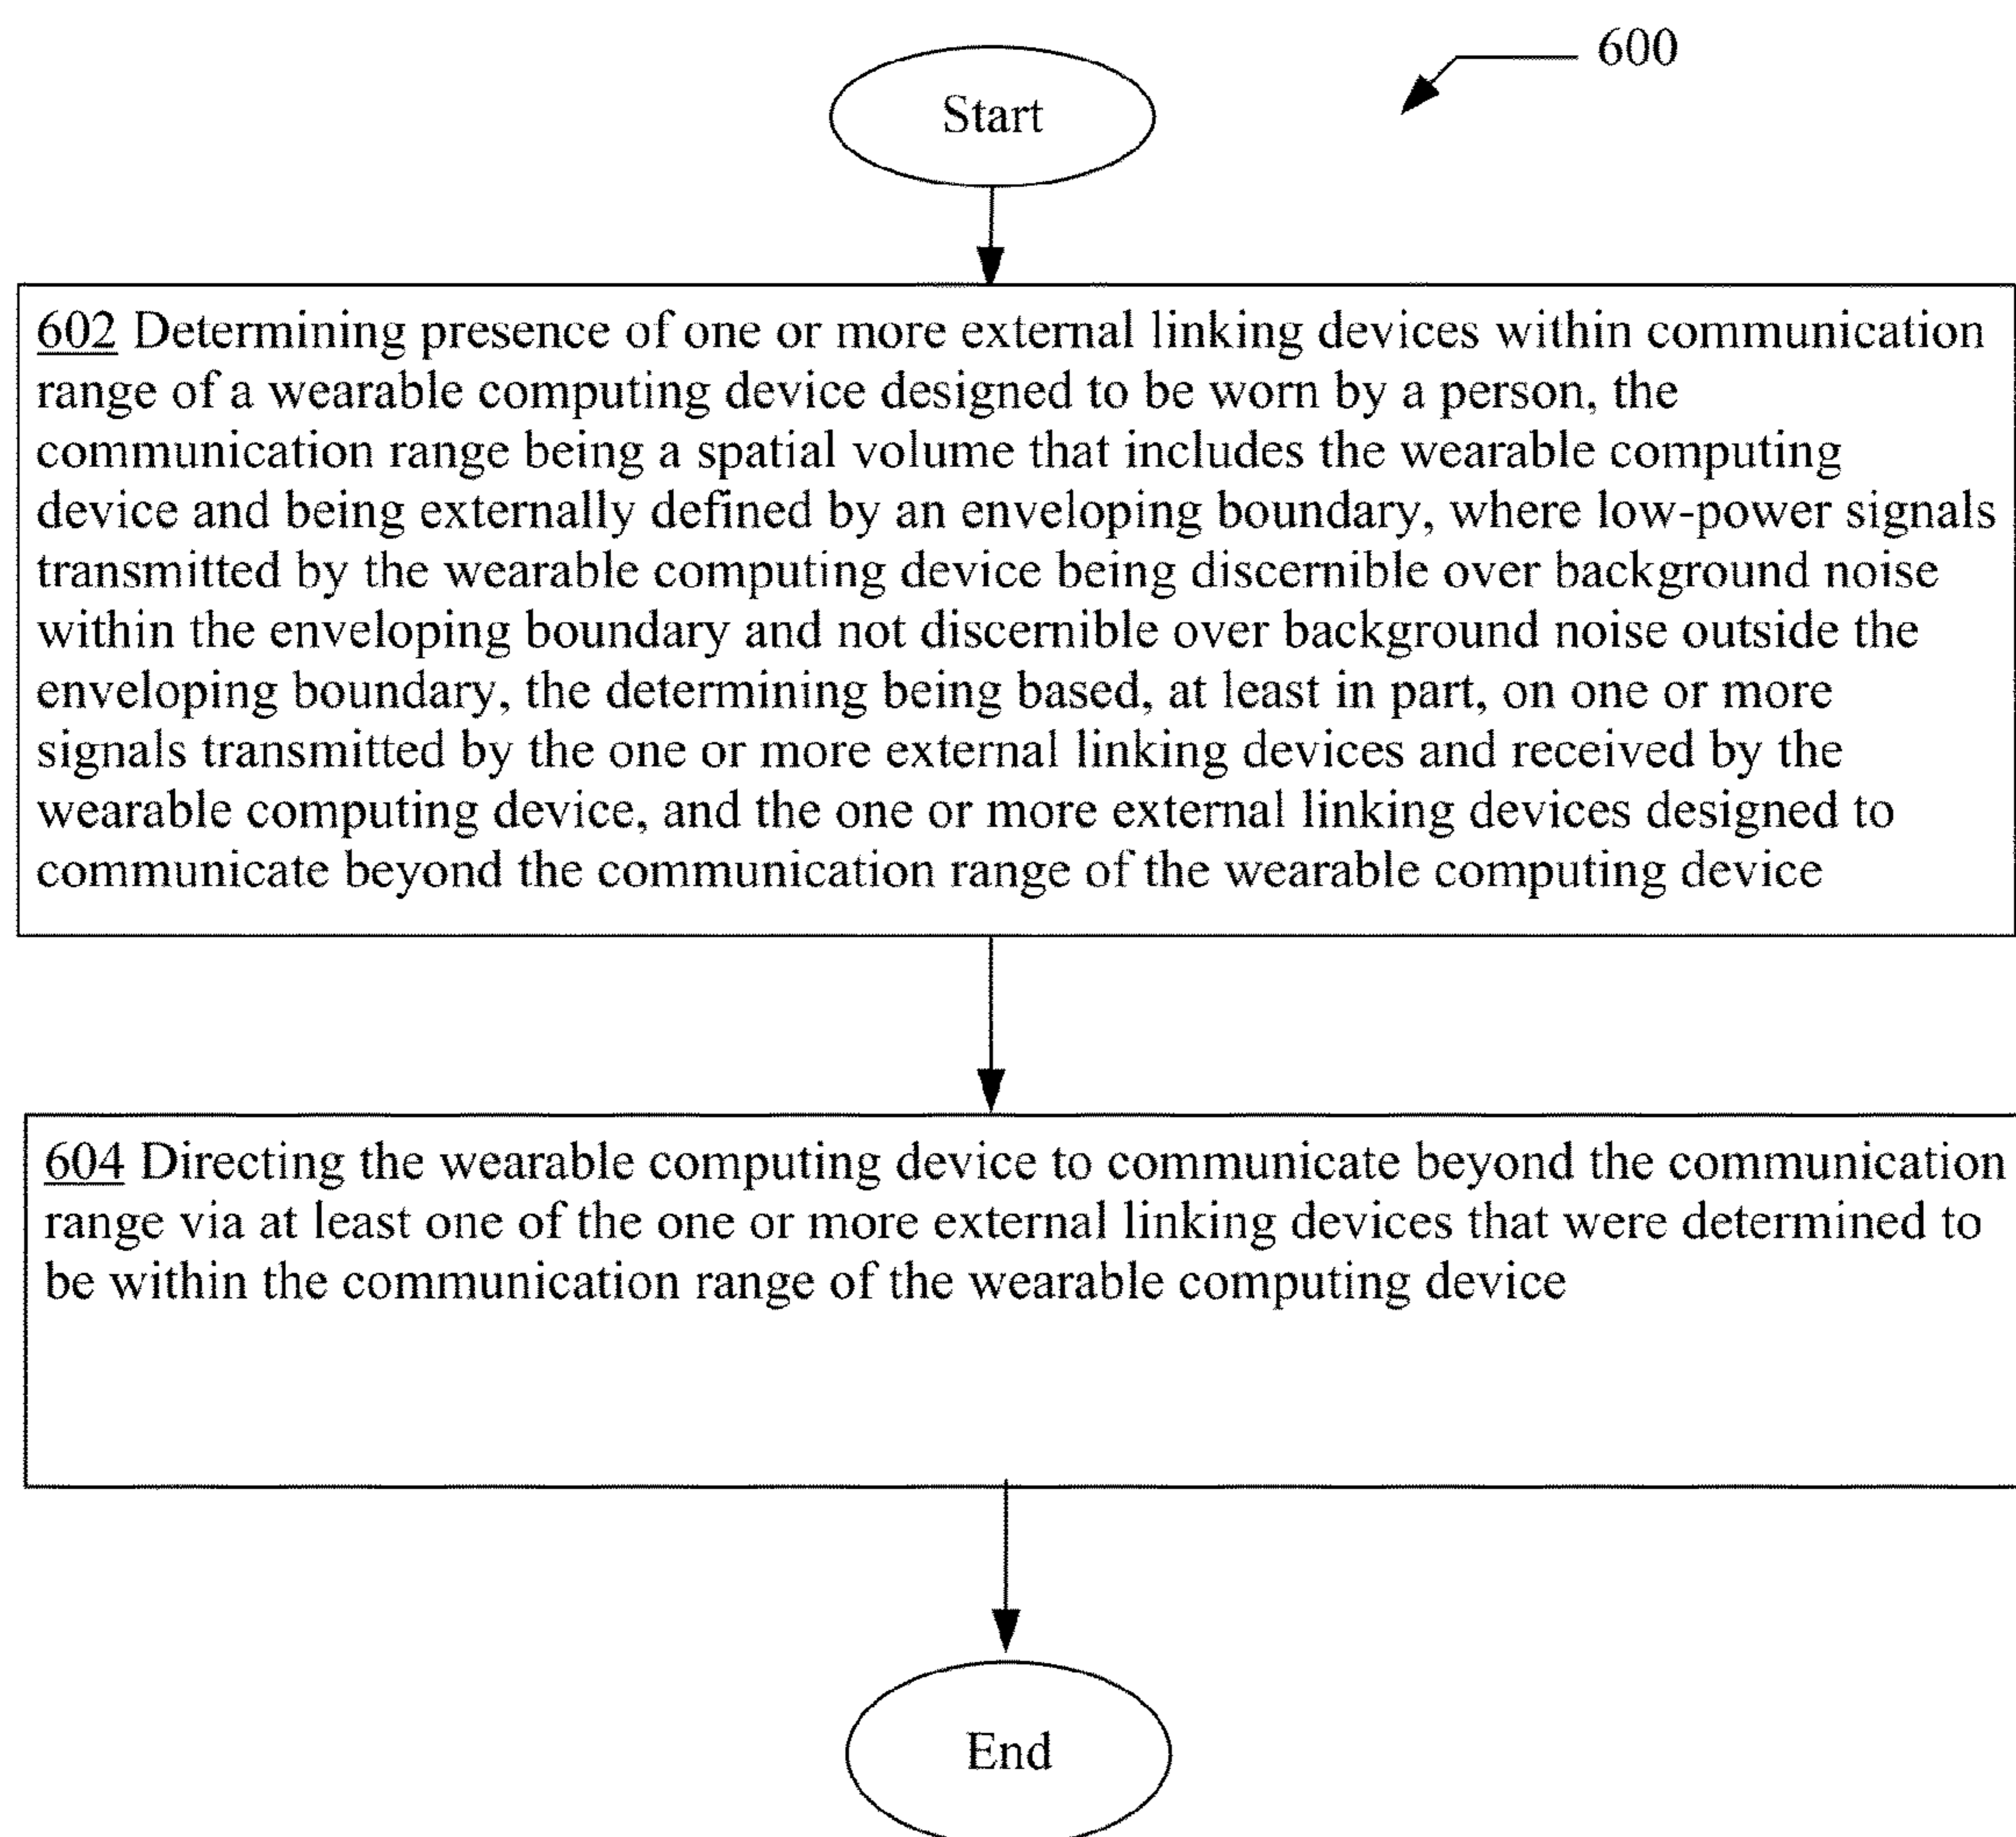 600
Start
602 Determining presence of one or more external linking devices within communication
range of a wearable computing device designed to be worn by a person, the
communication range being a spatial volume that includes the wearable computing
device and being externally defined by an enveloping boundary, where low-power signals
transmitted by the wearable computing device being discernible over background noise
within the enveloping boundary and not discernible over background noise outside the
enveloping boundary, the determining being based, at least in part, on one or more
signals transmitted by the one or more external linking devices and received by the
wearable computing device, and the one or more external linking devices designed to
communicate beyond the communication range of the wearable computing device
604 Directing the wearable computing device to communicate beyond the communication
range via at least one of the one or more external linking devices that were determined to
be within the communication range of the wearable computing device
End